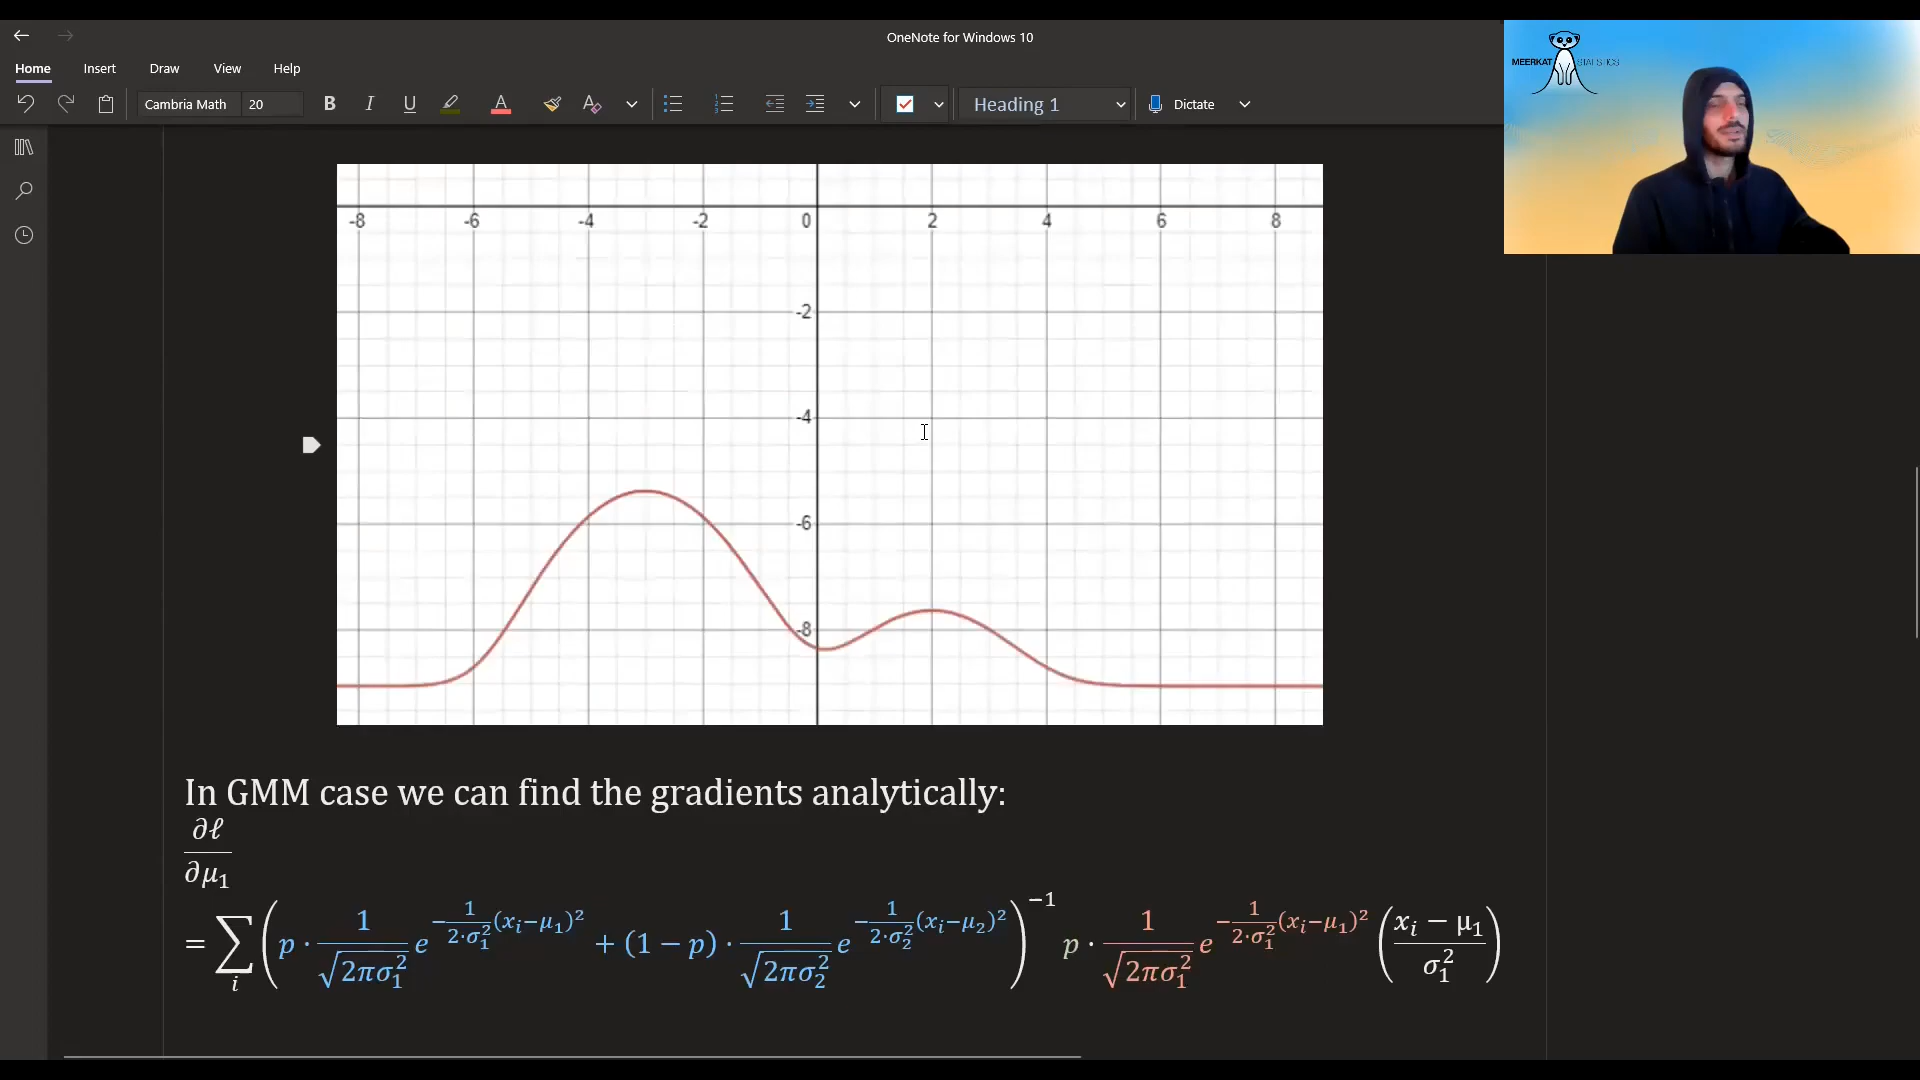 OneNote for Windows 10
MEERKAT STATISTICS
Home Insert Draw View Help
Cambria Math 20 B I U A A Heading 1 Dictate
-8 -6 -4 -2 0 2 4 6 8
-2
-4
-6
-8
In GMM case we can find the gradients analytically:
∂ℓ/∂μ₁
= ∑ᵢ (p · 1/√(2πσ₁²) e^(−1/(2·σ₁²) (xᵢ−μ₁)²) + (1 − p) · 1/√(2πσ₂²) e^(−1/(2·σ₂²) (xᵢ−μ₂)²))⁻¹ p · 1/√(2πσ₁²) e^(−1/(2·σ₁²) (xᵢ−μ₁)²) ((xᵢ − μ₁)/σ₁²)